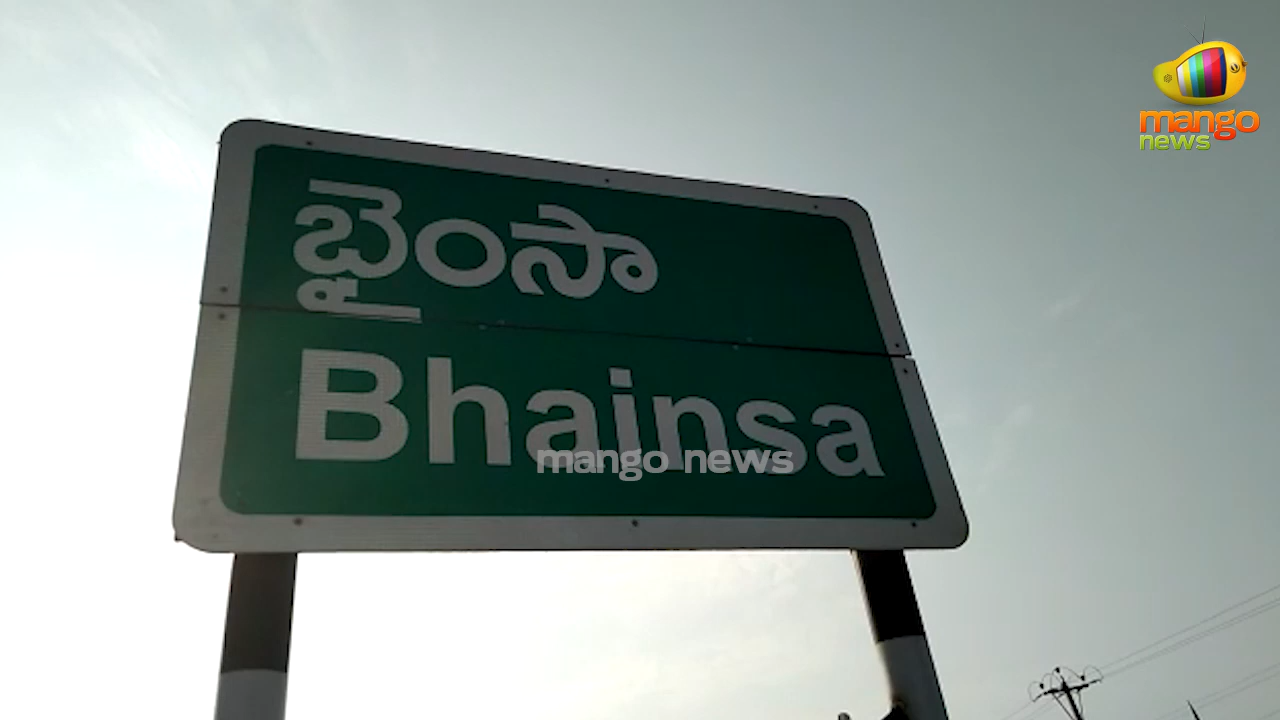 mango
news
బైంసా
Bhainsa
mango news